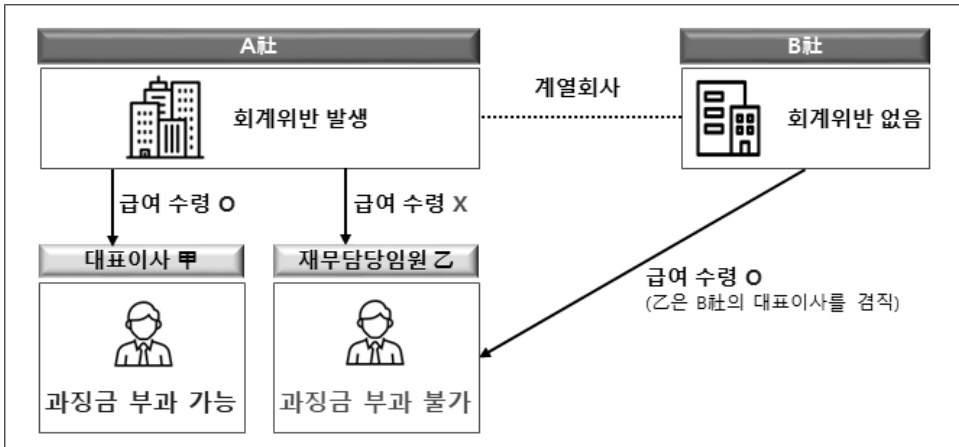 A社
B社
회계위반 발생
계열회사
회계위반 없음
급여 수령 O
급여 수령 X
대표이사 甲
재무담당임원 乙
급여 수령 O
(乙은 B社의 대표이사를 겸직)
과징금 부과 가능
과징금 부과 불가